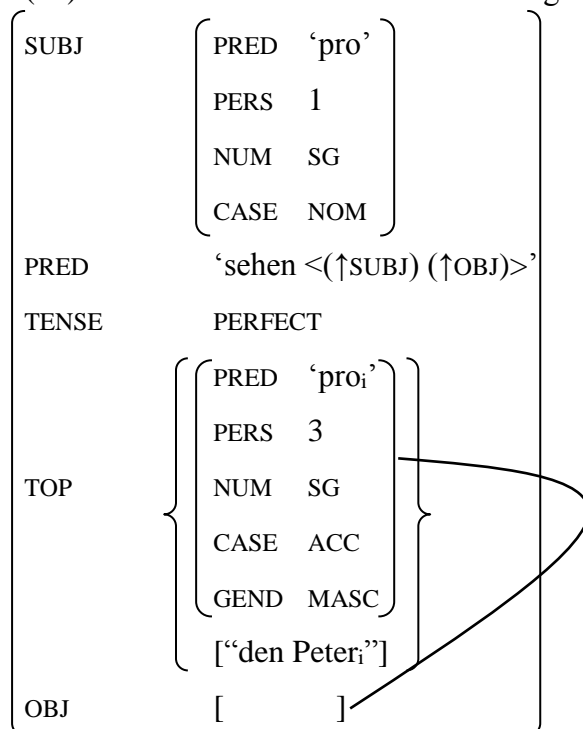 SUBJ PRED ‘pro’
PERS 1
NUM SG
CASE NOM
PRED ‘sehen <(↑SUBJ) (↑OBJ)>’
TENSE PERFECT
PRED ‘proᵢ’
PERS 3
TOP NUM SG
CASE ACC
GEND MASC
[“den Peterᵢ”]
OBJ [ ]